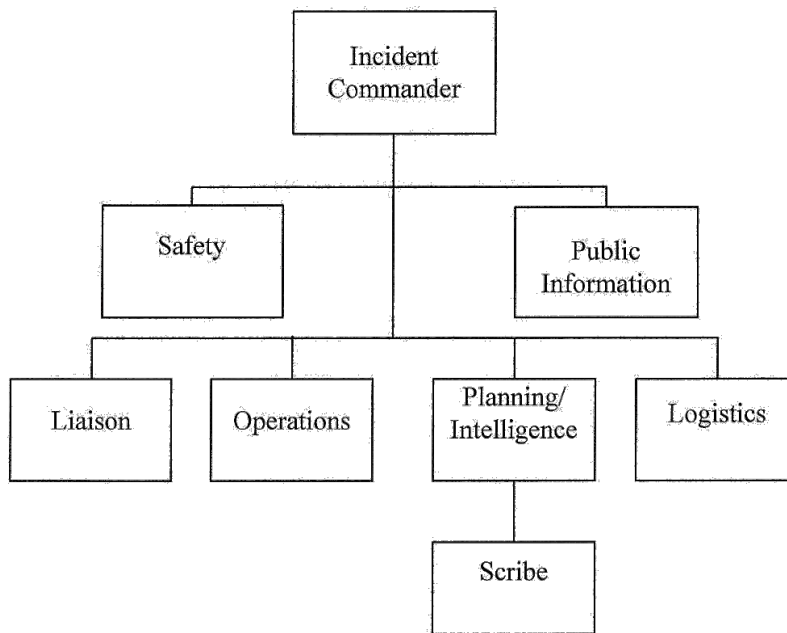 Incident
Commander
Safety
Public
Information
Liaison
Operations
Planning/
Intelligence
Logistics
Scribe